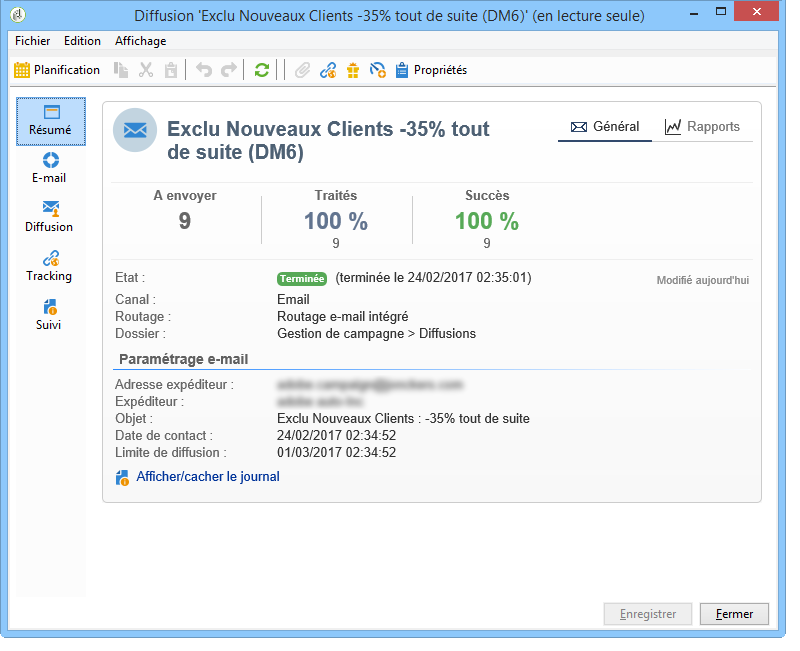 Diffusion 'Exclu Nouveaux Clients -35% tout de suite (DM6)' (en lecture seule)
Fichier Edition Affichage
Planification Propriétés
Résumé
E-mail
Diffusion
Tracking
Suivi
Exclu Nouveaux Clients -35% tout
de suite (DM6)
Général Rapports
A envoyer Traités Succès
9 100 % 100 %
9 9
Etat : Terminée (terminée le 24/02/2017 02:35:01) Modifié aujourd'hui
Canal : Email
Routage : Routage e-mail intégré
Dossier : Gestion de campagne > Diffusions
Paramétrage e-mail
Adresse expéditeur :
Expéditeur :
Objet : Exclu Nouveaux Clients : -35% tout de suite
Date de contact : 24/02/2017 02:34:52
Limite de diffusion : 01/03/2017 02:34:52
Afficher/cacher le journal
Enregistrer Fermer